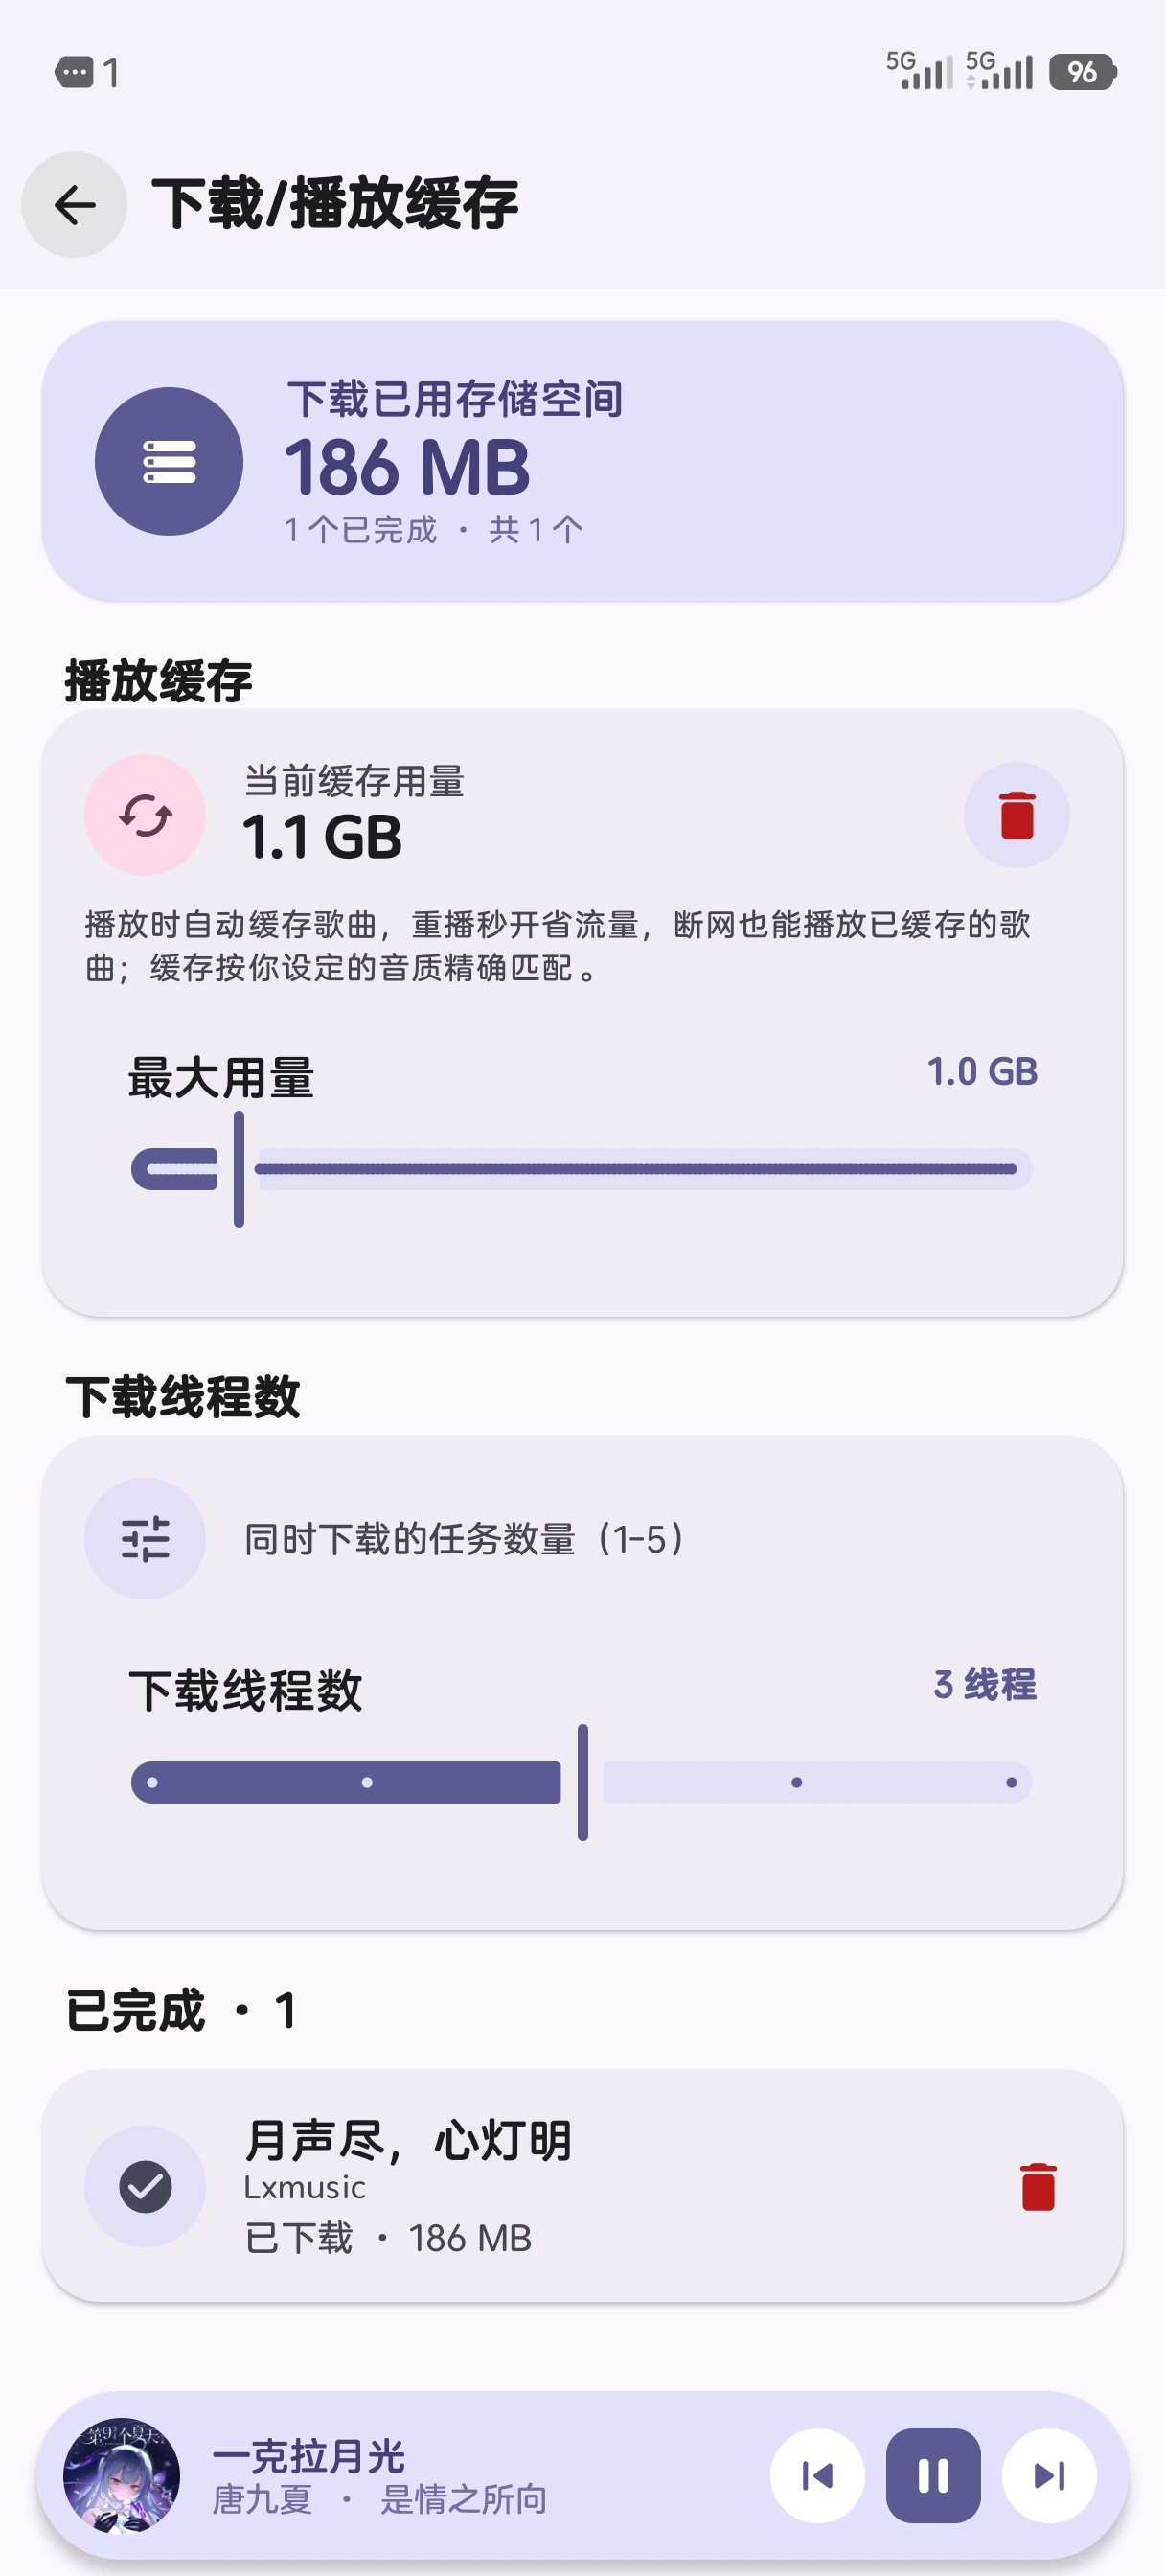 1
5G 5G 96
下载/播放缓存
下载已用存储空间
186 MB
1个已完成 · 共1个
播放缓存
当前缓存用量
1.1 GB
播放时自动缓存歌曲，重播秒开省流量，断网也能播放已缓存的歌
曲；缓存按你设定的音质精确匹配。
最大用量
1.0 GB
下载线程数
同时下载的任务数量（1-5）
下载线程数
3 线程
已完成 · 1
月声尽，心灯明
Lxmusic
已下载 · 186 MB
第9个夏天
一克拉月光
唐九夏 · 是情之所向